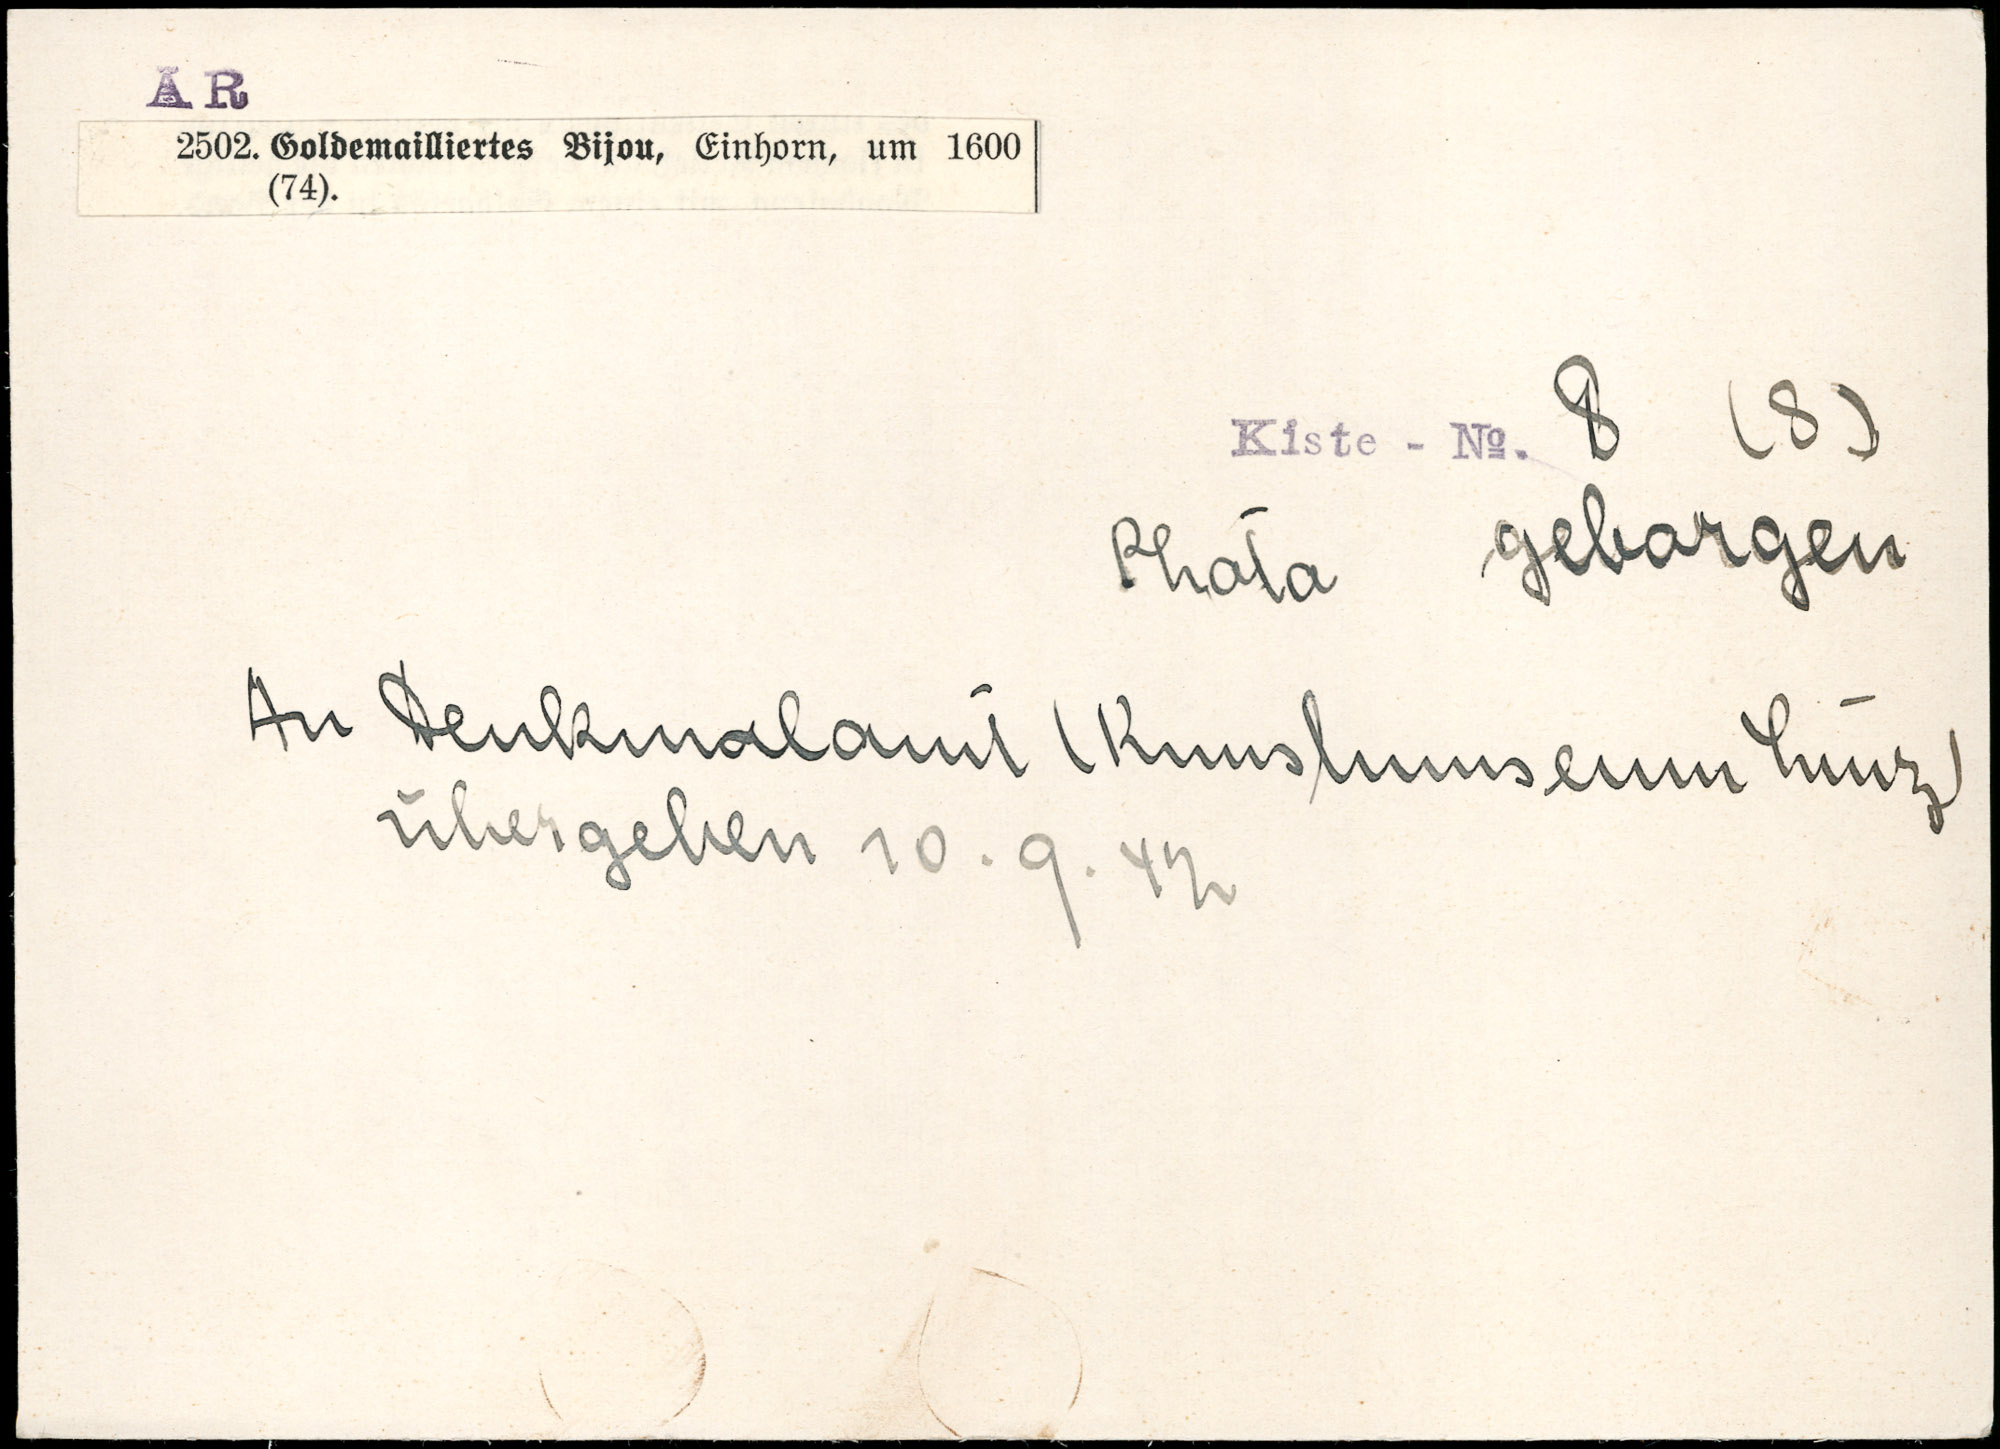 AR
2502. Goldemailliertes Bijou, Einhorn, um 1600
(74).
Kiste - №. 8 (8)
Photo geborgen
An Denkmalamt (Kunstmuseum Linz)
übergeben 10. 9. 42